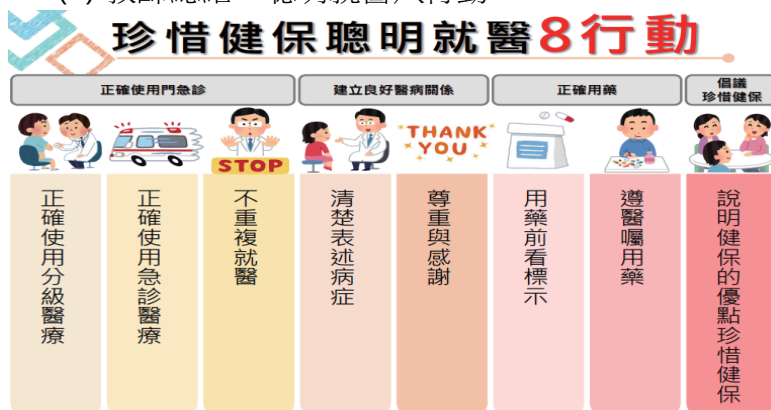 珍惜健保聰明就醫8行動
正確使用門急診
建立良好醫病關係
正確用藥
倡議
珍惜健保
STOP
THANK
YOU
正確使用分級醫療
正確使用急診醫療
不重複就醫
清楚表述病症
尊重與感謝
用藥前看標示
遵醫囑用藥
說明健保的優點珍惜健保